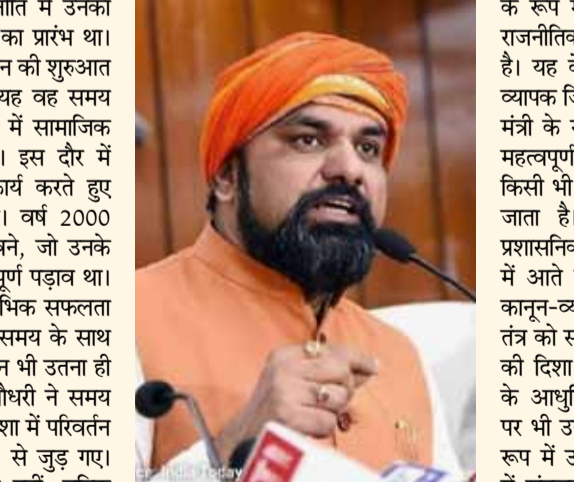 का प्रारंभ था।
न की शुरुआत
यह वह समय
में सामाजिक
। इस दौर में
कार्य करते हुए
। वर्ष 2000
बने, जो उनके
पूर्ण पड़ाव था।
भिक सफलता
समय के साथ
न भी उतना ही
चौधरी ने समय
शा में परिवर्तन
से जुड़ गए।
India Today
के रूप में
राजनीतिक
है। यह
व्यापक
मंत्री के
महत्वपूर्ण
किसी भी
जाता है।
प्रशासनिक
में आते
कानून-व्य
तंत्र को स
की दिशा
के आधुनि
पर भी उ
रूप में उ